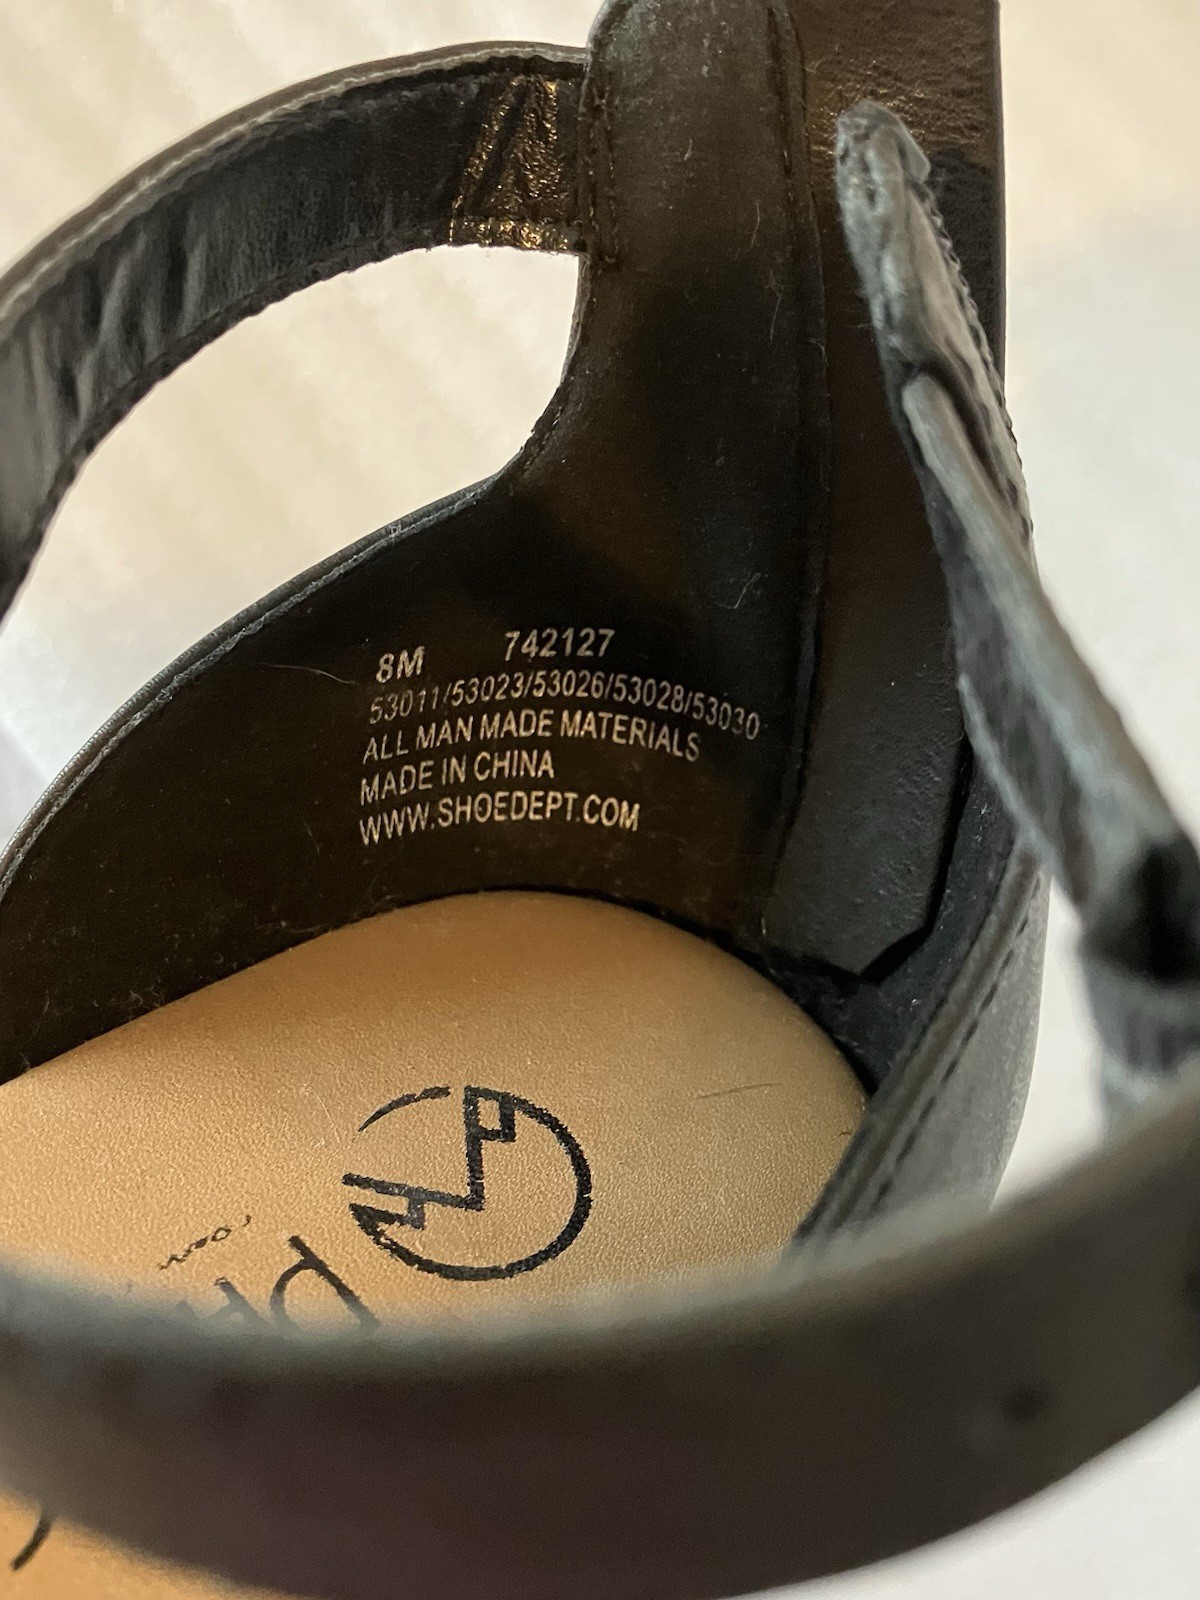 8M 742127
53011/53023/53026/53028/53030
ALL MAN MADE MATERIALS
MADE IN CHINA
WWW.SHOEDEPT.COM